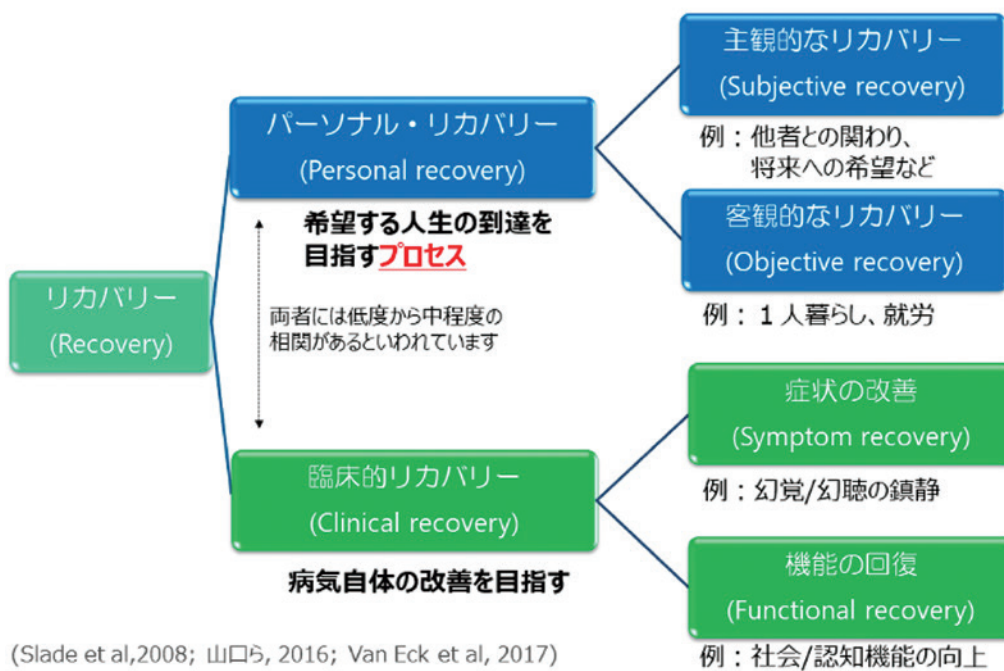 リカバリー
(Recovery)
パーソナル・リカバリー
(Personal recovery)
希望する人生の到達を
目指すプロセス
両者には低度から中程度の
相関があるといわれています
臨床的リカバリー
(Clinical recovery)
病気自体の改善を目指す
主観的なリカバリー
(Subjective recovery)
例：他者との関わり、
将来への希望など
客観的なリカバリー
(Objective recovery)
例：１人暮らし、就労
症状の改善
(Symptom recovery)
例：幻覚/幻聴の鎮静
機能の回復
(Functional recovery)
例：社会/認知機能の向上
(Slade et al,2008; 山口ら, 2016; Van Eck et al, 2017)